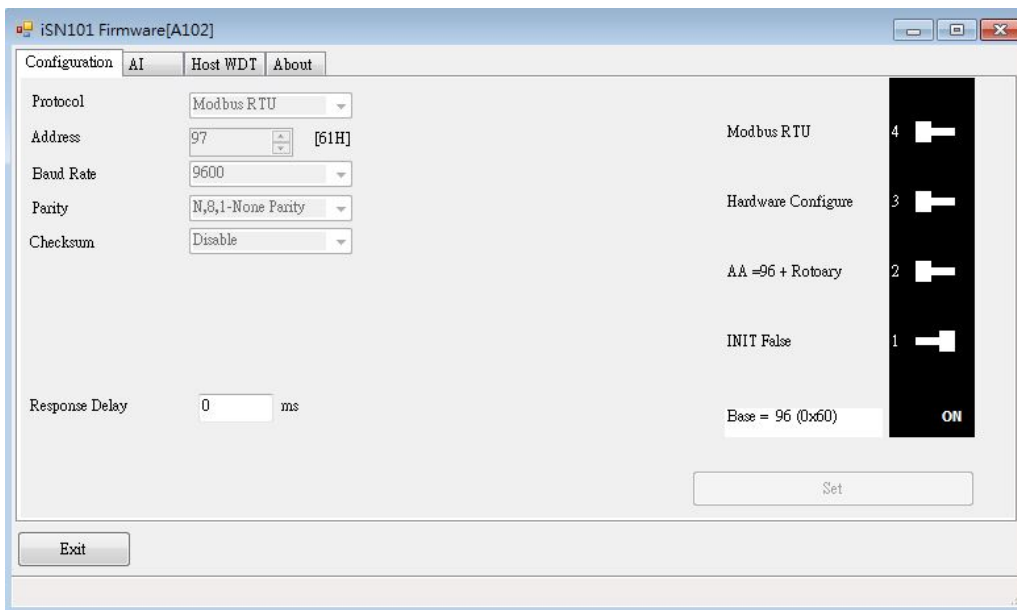 iSN101 Firmware[A102]
Configuration AI Host WDT About
Protocol Modbus RTU
Address 97 [61H]
Baud Rate 9600
Parity N,8,1-None Parity
Checksum Disable
Response Delay 0 ms
Modbus RTU 4
Hardware Configure 3
AA =96 + Rotoary 2
INIT False 1
Base = 96 (0x60) ON
Set
Exit